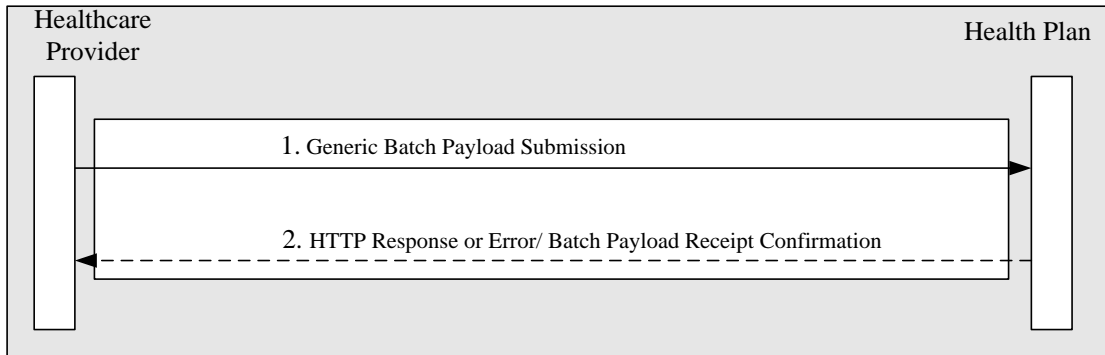 Healthcare
Provider
Health Plan
1. Generic Batch Payload Submission
2. HTTP Response or Error/ Batch Payload Receipt Confirmation